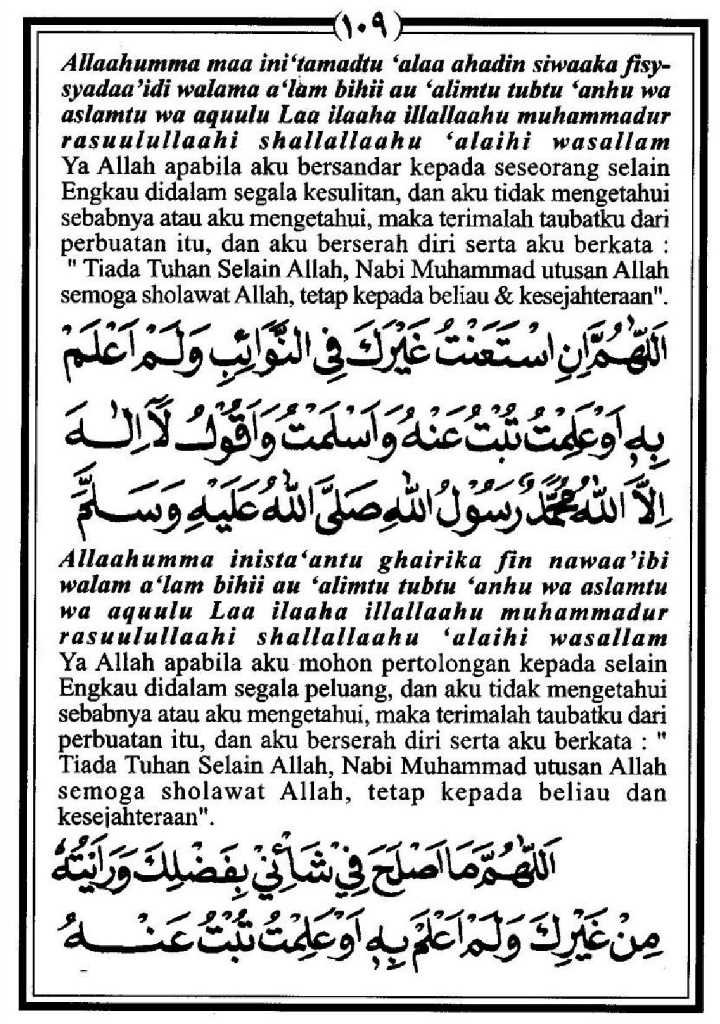 (١٠٩)
Allaahumma maa ini‘tamadtu ‘alaa ahadin siwaaka fisy-
syadaa’idi walama a‘lam bihii au ‘alimtu tubtu ‘anhu wa
aslamtu wa aquulu Laa ilaaha illallaahu muhammadur
rasuulullaahi shallallaahu ‘alaihi wasallam
Ya Allah apabila aku bersandar kepada seseorang selain
Engkau didalam segala kesulitan, dan aku tidak mengetahui
sebabnya atau aku mengetahui, maka terimalah taubatku dari
perbuatan itu, dan aku berserah diri serta aku berkata :
" Tiada Tuhan Selain Allah, Nabi Muhammad utusan Allah
semoga sholawat Allah, tetap kepada beliau & kesejahteraan".
اَللّٰهُمَّ اِنِ اسْتَعَنْتُ غَيْرَكَ فِى النَّوَائِبِ وَلَمْ اَعْلَمْ
بِهٖ اَوْعَلِمْتُ تُبْتُ عَنْهُ وَاَسْلَمْتُ وَاَقُوْلُ لَآ اِلٰهَ
اِلَّا اللّٰهُ مُحَمَّدٌ رَسُوْلُ اللّٰهِ صَلَّى اللّٰهُ عَلَيْهِ وَسَلَّمَ
Allaahumma inista‘antu ghairika fin nawaa’ibi
walam a‘lam bihii au ‘alimtu tubtu ‘anhu wa aslamtu
wa aquulu Laa ilaaha illallaahu muhammadur
rasuulullaahi shallallaahu ‘alaihi wasallam
Ya Allah apabila aku mohon pertolongan kepada selain
Engkau didalam segala peluang, dan aku tidak mengetahui
sebabnya atau aku mengetahui, maka terimalah taubatku dari
perbuatan itu, dan aku berserah diri serta aku berkata : "
Tiada Tuhan Selain Allah, Nabi Muhammad utusan Allah
semoga sholawat Allah, tetap kepada beliau dan
kesejahteraan".
اَللّٰهُمَّ مَا اَصْلَحَ فِيْ شَأْنِيْ بِفَضْلِكَ وَرَاَيْتُهُ
مِنْ غَيْرِكَ وَلَمْ اَعْلَمْ بِهٖ اَوْعَلِمْتُ تُبْتُ عَنْهُ